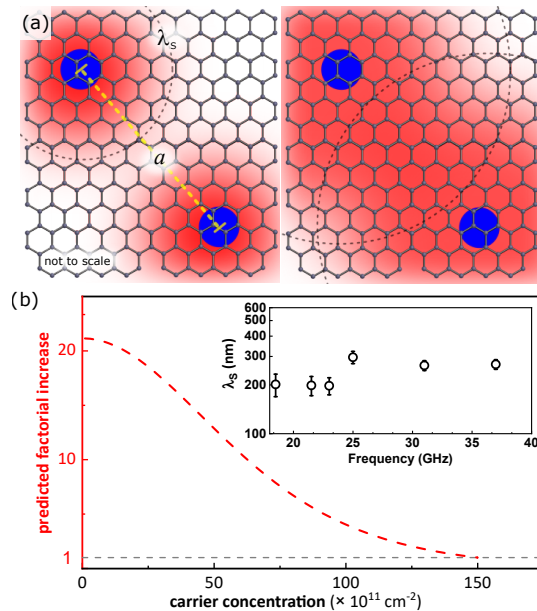 (a)
λs
a
not to scale
(b)
predicted factorial increase
20
10
1
0
50
100
150
carrier concentration (× 10¹¹ cm⁻²)
λs (nm)
600
500
400
300
200
100
20
25
30
35
40
Frequency (GHz)